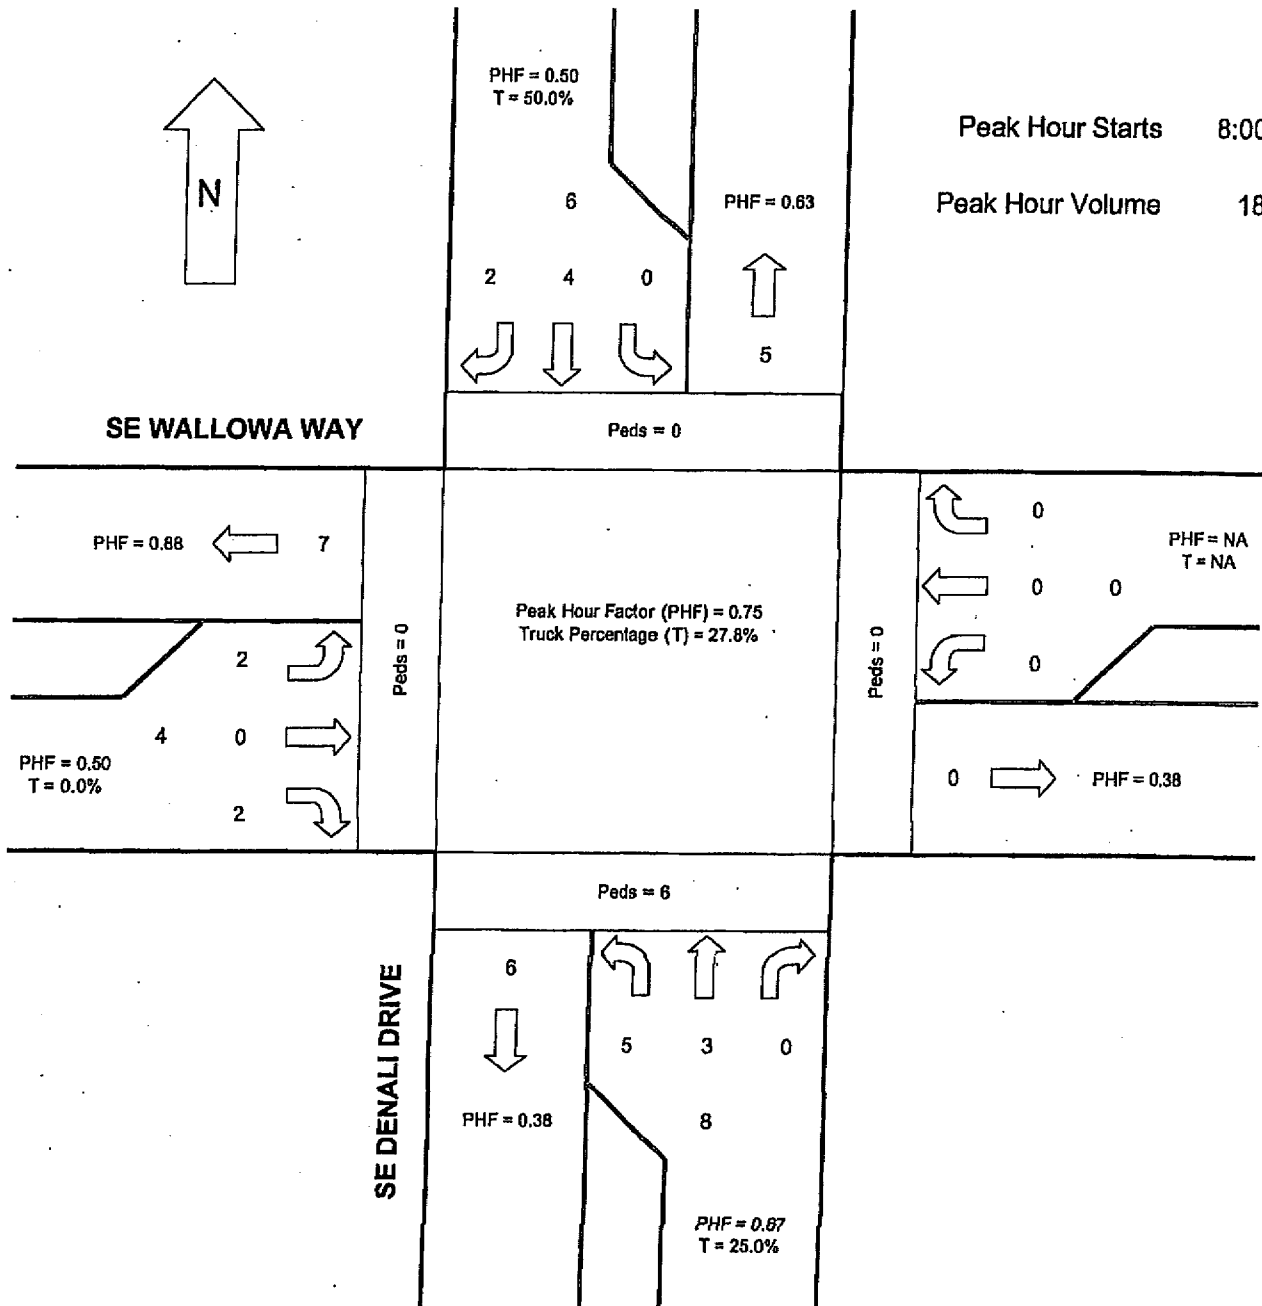 PHF = 0.50
T = 50.0%
Peak Hour Starts 8:00
N
6
PHF = 0.63
Peak Hour Volume 18
2 4 0
5
SE WALLOWA WAY
Peds = 0
PHF = 0.88 7
0
PHF = NA
T = NA
0 0
0
Peak Hour Factor (PHF) = 0.75
Truck Percentage (T) = 27.8%
Peds = 0
Peds = 0
2
4 0
PHF = 0.50
T = 0.0%
2
0 PHF = 0.38
Peds = 6
6
5 3 0
SE DENALI DRIVE
PHF = 0.38
8
PHF = 0.67
T = 25.0%